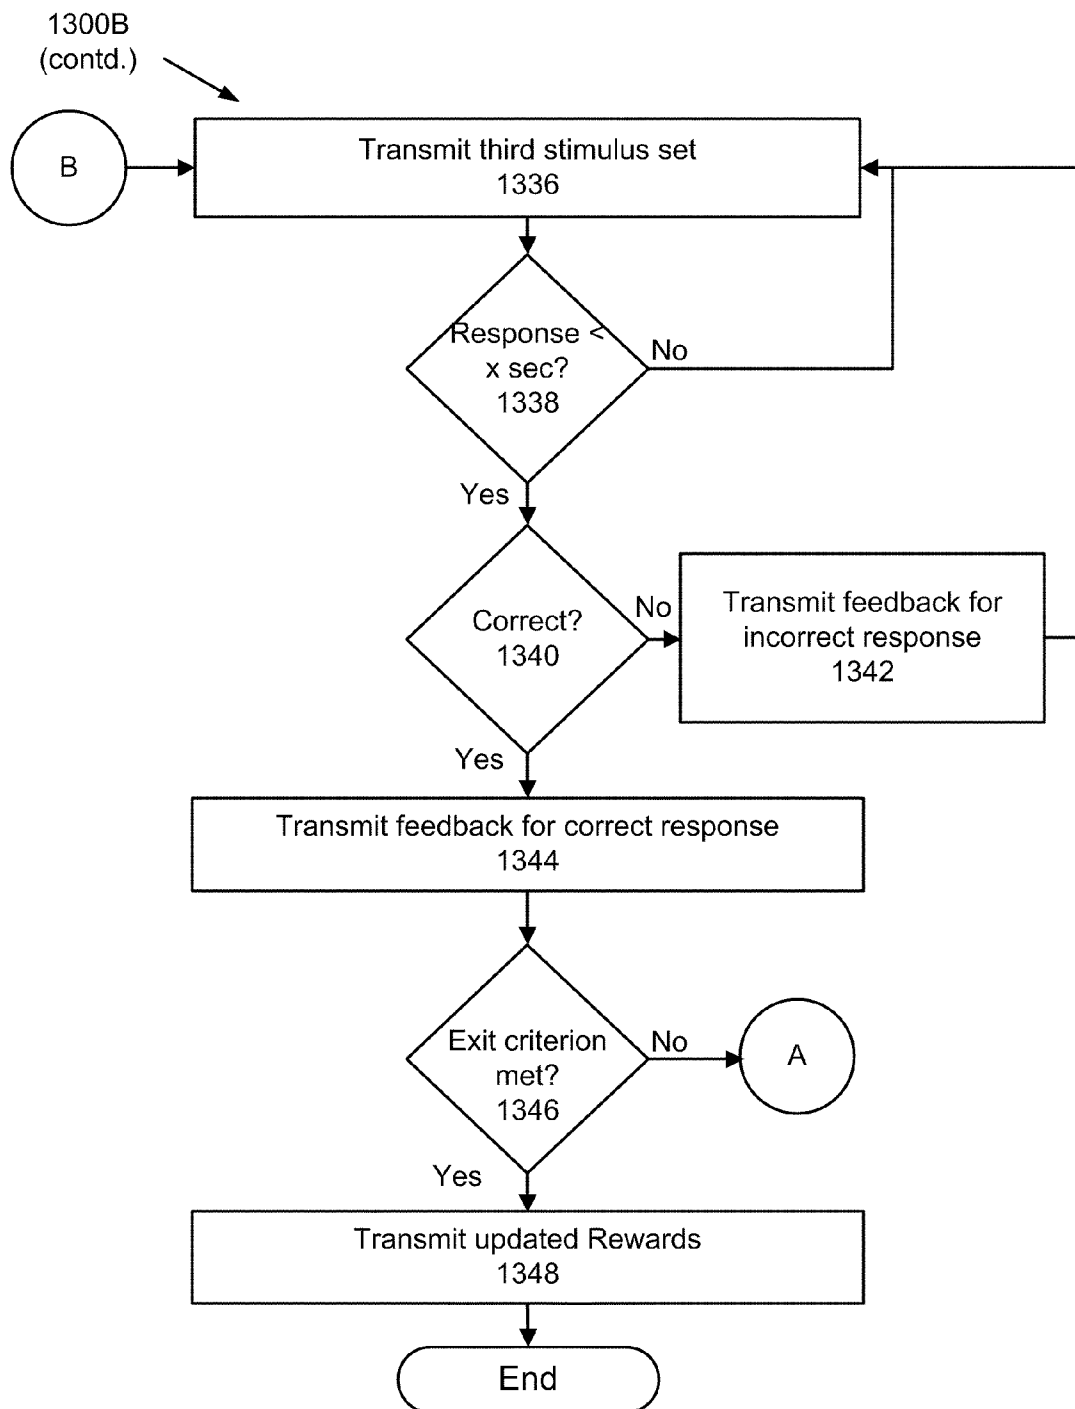 1300B
(contd.)
B
Transmit third stimulus set
1336
Response <
x sec?
1338
No
Yes
Correct?
1340
No
Transmit feedback for
incorrect response
1342
Yes
Transmit feedback for correct response
1344
Exit criterion
met?
1346
No
A
Yes
Transmit updated Rewards
1348
End